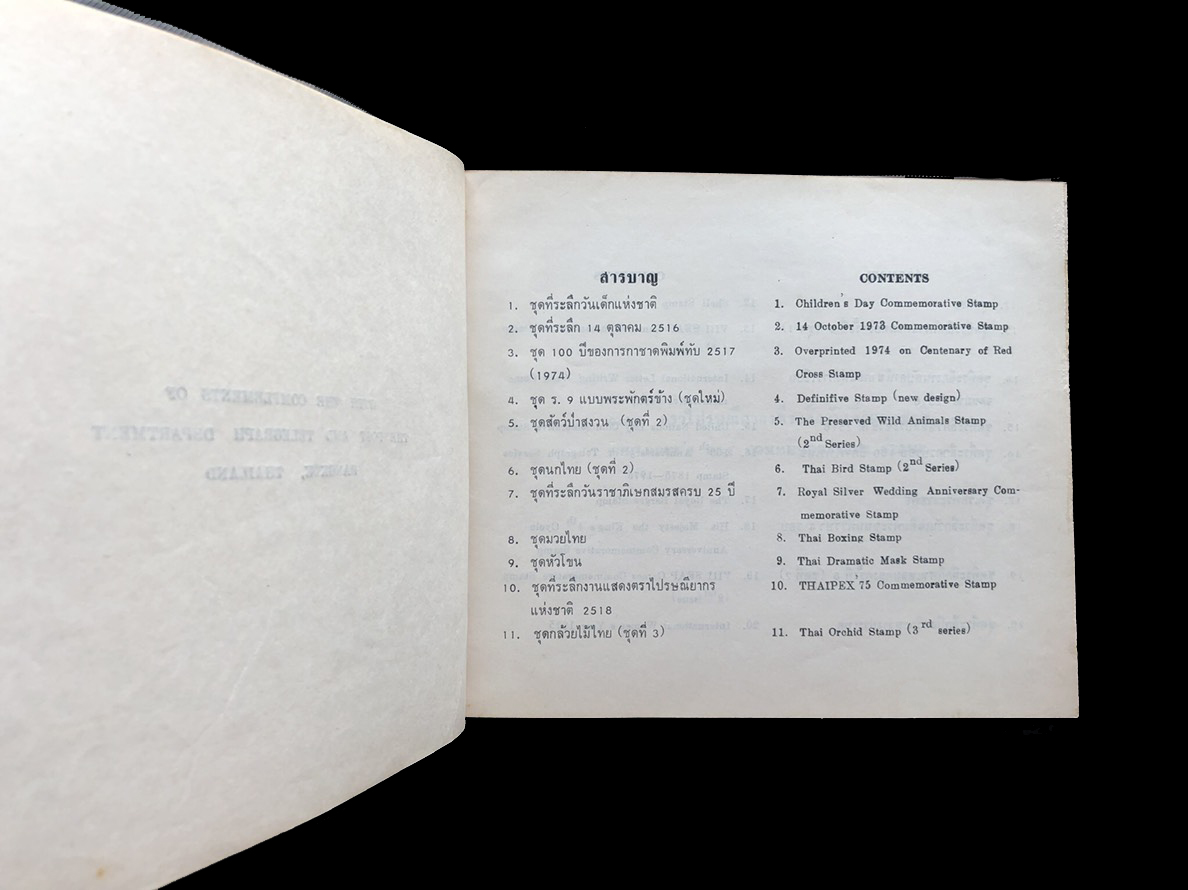 สารบาญ
1. ชุดที่ระลึกวันเด็กแห่งชาติ
2. ชุดที่ระลึก 14 ตุลาคม 2516
3. ชุด 100 ปีของการกาชาดพิมพ์ทับ 2517
(1974)
4. ชุด ร. 9 แบบพระพักตร์ข้าง (ชุดใหม่)
5. ชุดสัตว์ป่าสงวน (ชุดที่ 2)
6. ชุดนกไทย (ชุดที่ 2)
7. ชุดที่ระลึกวันราชาภิเษกสมรสครบ 25 ปี
8. ชุดมวยไทย
9. ชุดหัวโขน
10. ชุดที่ระลึกงานแสดงตราไปรษณียากร
แห่งชาติ 2518
11. ชุดกล้วยไม้ไทย (ชุดที่ 3)
CONTENTS
1. Children's Day Commemorative Stamp
2. 14 October 1973 Commemorative Stamp
3. Overprinted 1974 on Centenary of Red
Cross Stamp
4. Definifive Stamp (new design)
5. The Preserved Wild Animals Stamp
(2nd Series)
6. Thai Bird Stamp (2nd Series)
7. Royal Silver Wedding Anniversary Com-
memorative Stamp
8. Thai Boxing Stamp
9. Thai Dramatic Mask Stamp
10. THAIPEX'75 Commemorative Stamp
11. Thai Orchid Stamp (3rd series)